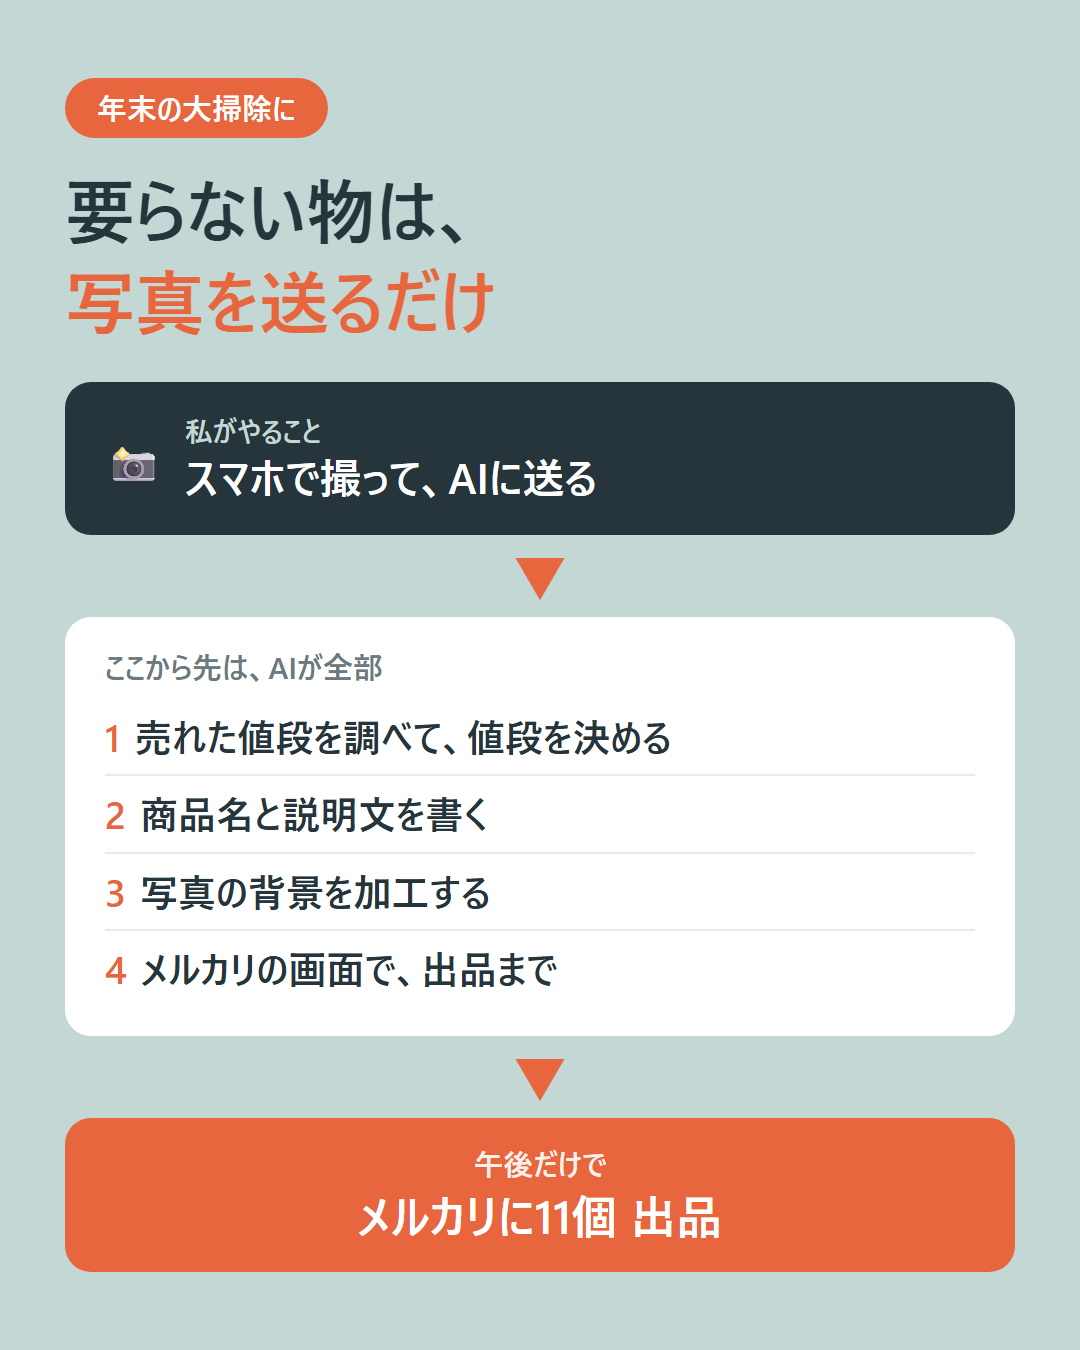 年末の大掃除に
要らない物は、
写真を送るだけ
私がやること
スマホで撮って、AIに送る
ここから先は、AIが全部
1 売れた値段を調べて、値段を決める
2 商品名と説明文を書く
3 写真の背景を加工する
4 メルカリの画面で、出品まで
午後だけで
メルカリに11個 出品